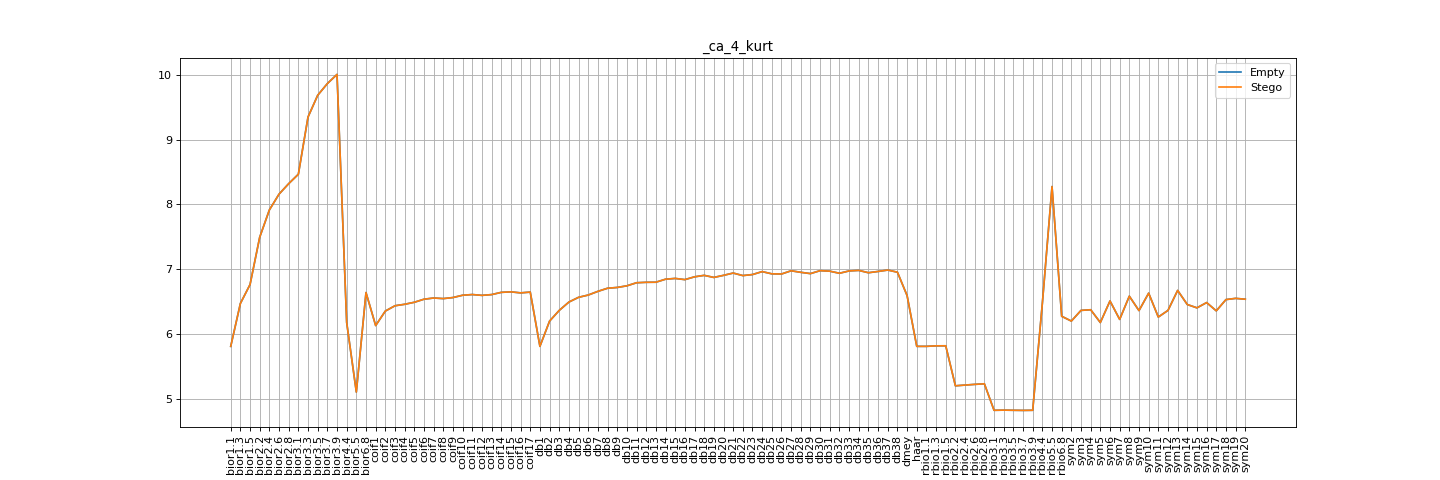 _ca_4_kurt
Empty
Stego
10
9
8
7
6
5
bior1.1
bior1.3
bior1.5
bior2.2
bior2.4
bior2.6
bior2.8
bior3.1
bior3.3
bior3.5
bior3.7
bior3.9
bior4.4
bior5.5
bior6.8
coif1
coif2
coif3
coif4
coif5
coif6
coif7
coif8
coif9
coif10
coif11
coif12
coif13
coif14
coif15
coif16
coif17
db1
db2
db3
db4
db5
db6
db7
db8
db9
db10
db11
db12
db13
db14
db15
db16
db17
db18
db19
db20
db21
db22
db23
db24
db25
db26
db27
db28
db29
db30
db31
db32
db33
db34
db35
db36
db37
db38
dmey
haar
rbio1.1
rbio1.3
rbio1.5
rbio2.2
rbio2.4
rbio2.6
rbio2.8
rbio3.1
rbio3.3
rbio3.5
rbio3.7
rbio3.9
rbio4.4
rbio5.5
rbio6.8
sym2
sym3
sym4
sym5
sym6
sym7
sym8
sym9
sym10
sym11
sym12
sym13
sym14
sym15
sym16
sym17
sym18
sym19
sym20